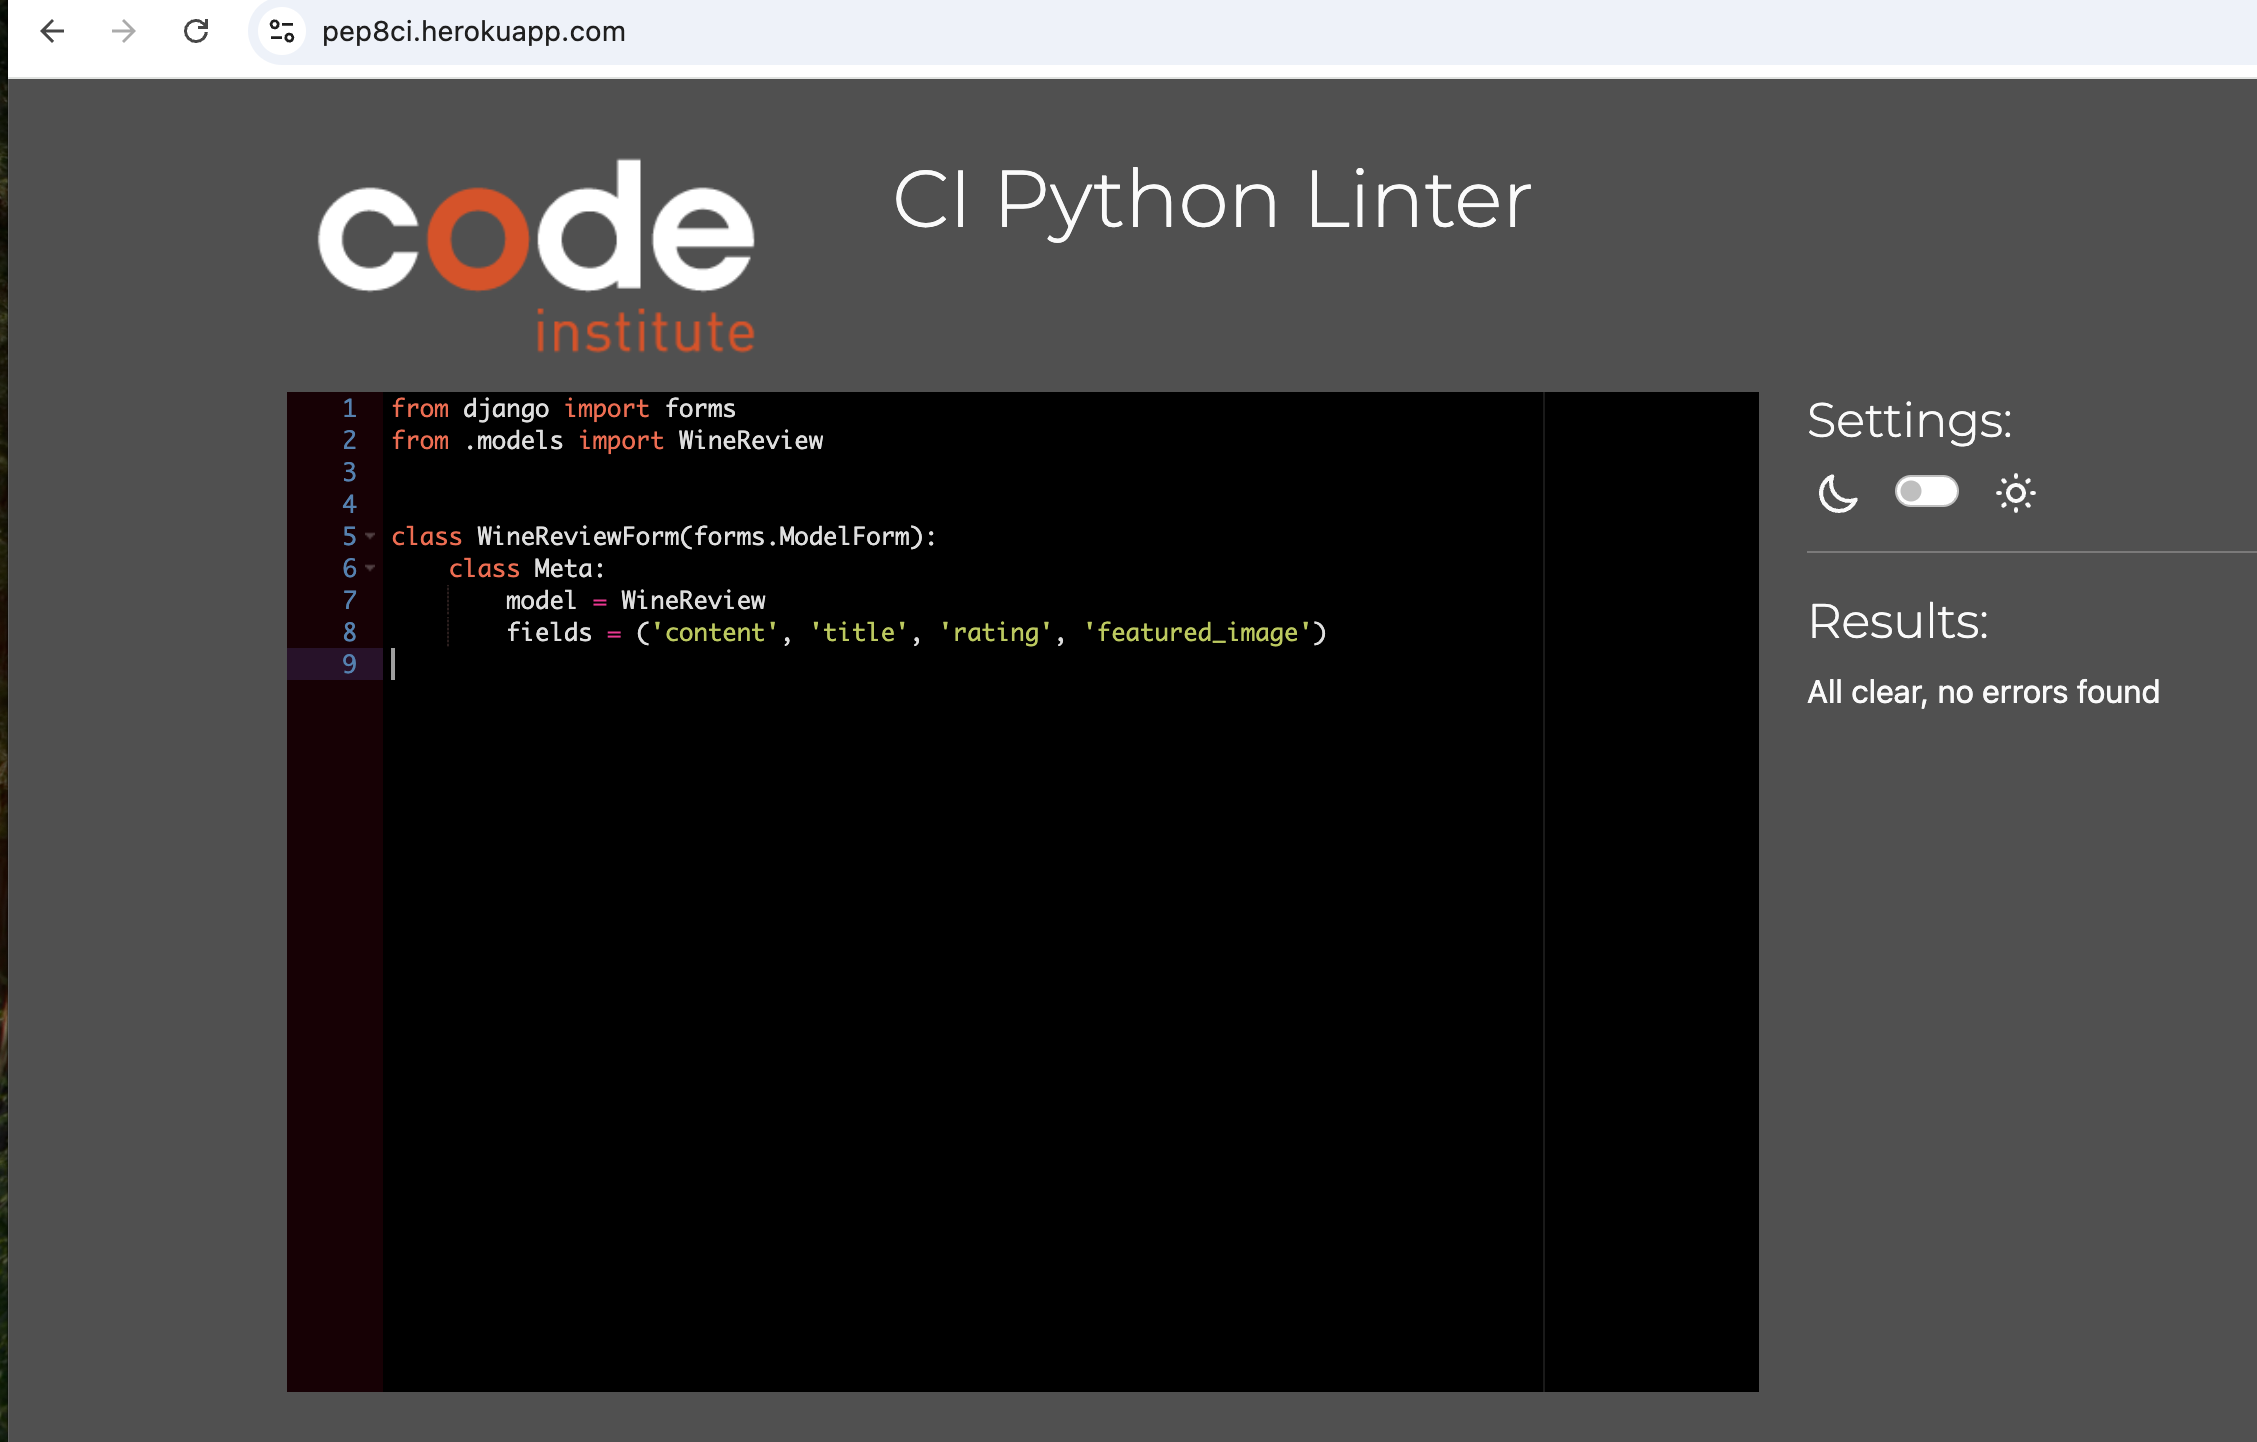 pep8ci.herokuapp.com
code
institute
CI Python Linter
1 from django import forms
2 from .models import WineReview
3
4
5 class WineReviewForm(forms.ModelForm):
6     class Meta:
7         model = WineReview
8         fields = ('content', 'title', 'rating', 'featured_image')
9
Settings:
Results:
All clear, no errors found